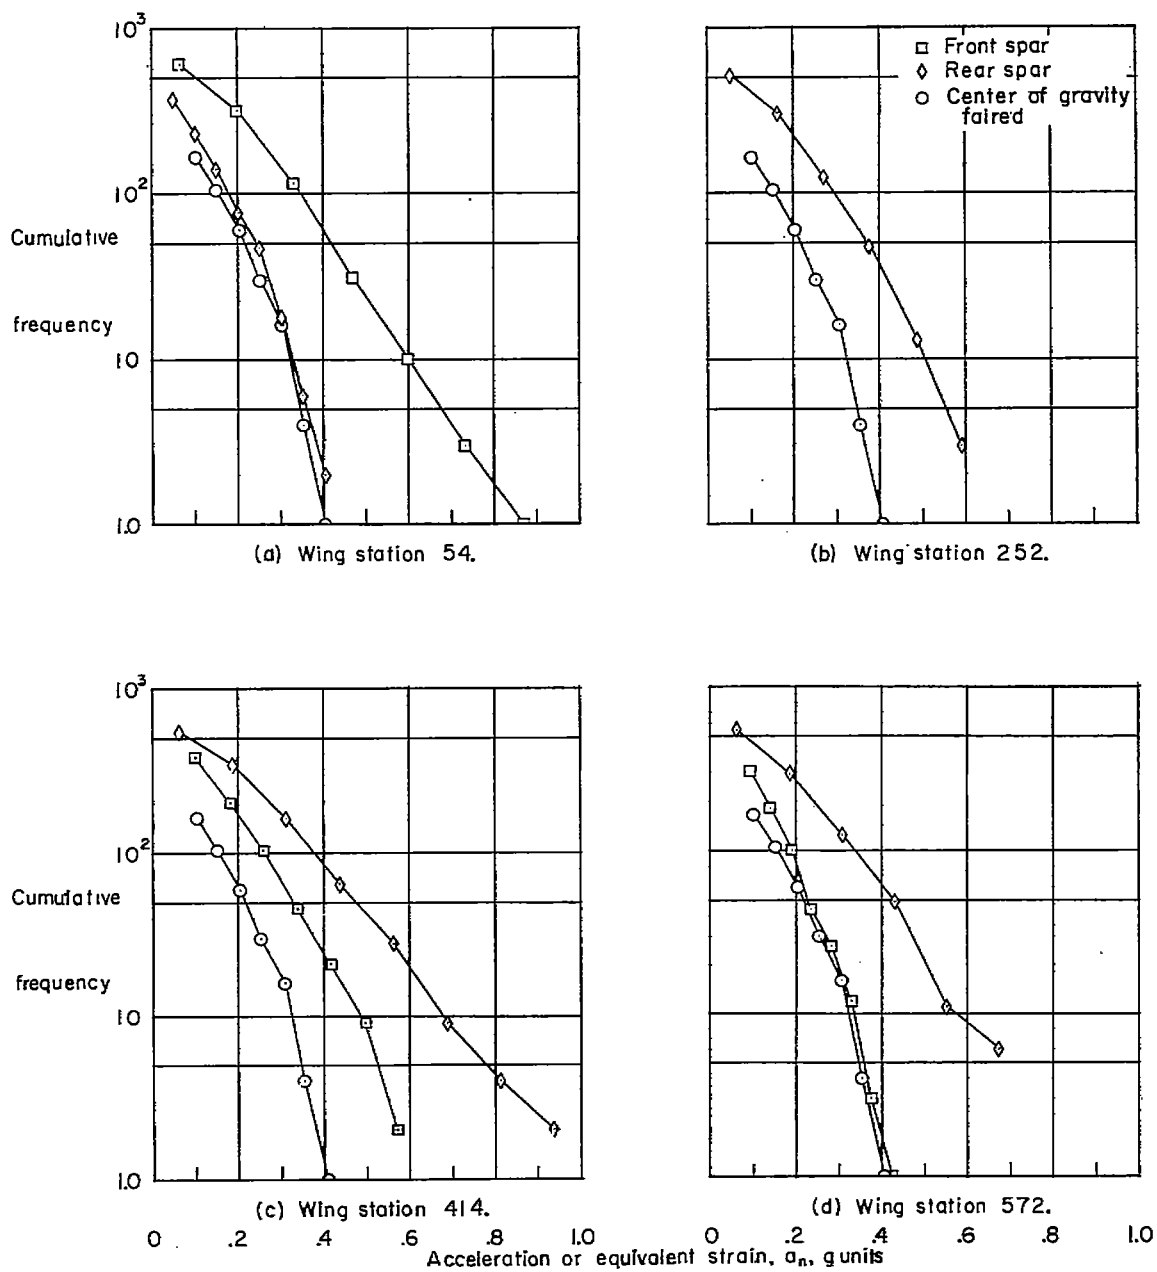 10³
□ Front spar
◊ Rear spar
○ Center of gravity
faired
10²
Cumulative
frequency
10
1.0
(a) Wing station 54.
(b) Wing station 252.
10³
10²
Cumulative
frequency
10
1.0
(c) Wing station 414.
(d) Wing station 572.
0 .2 .4 .6 .8 1.0
0 .2 .4 .6 .8 1.0
Acceleration or equivalent strain, aₙ, g units